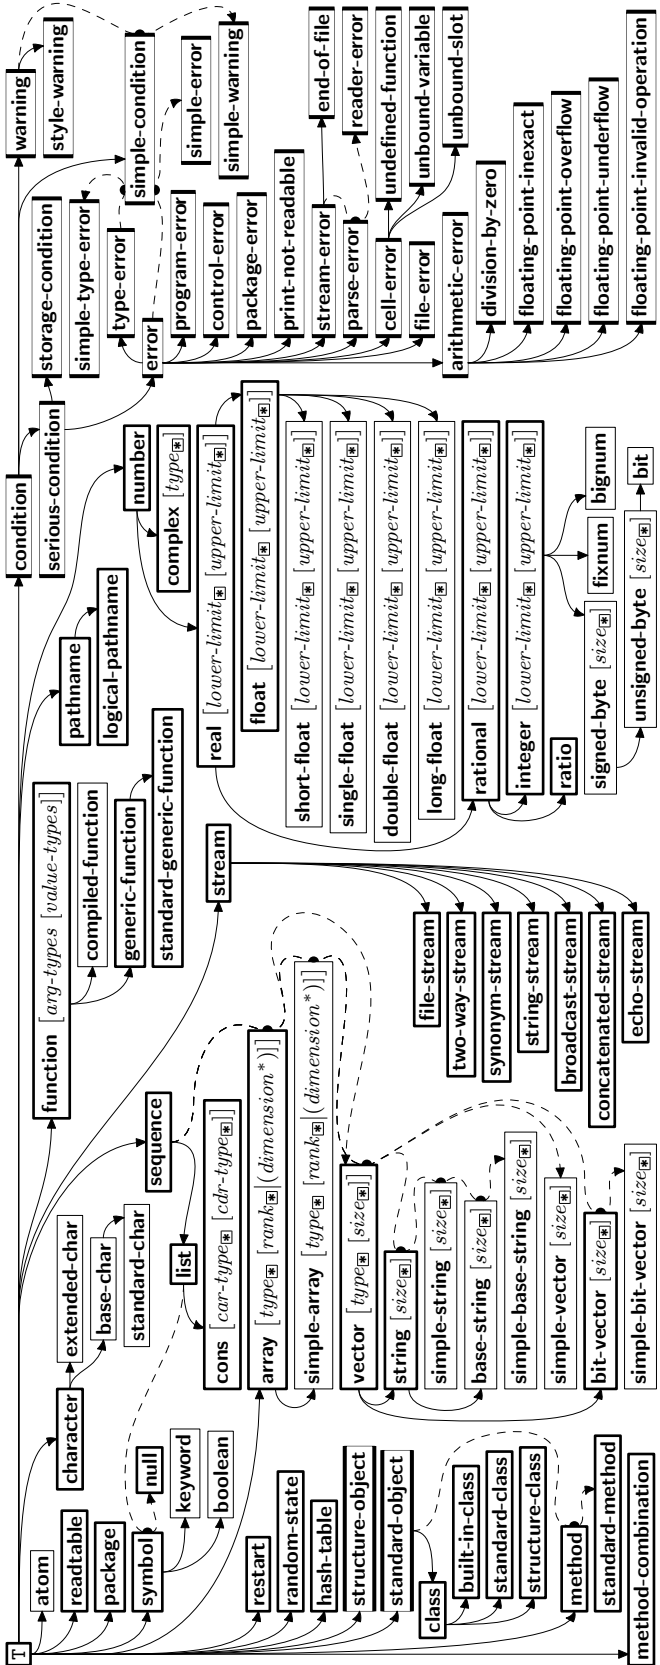 T
atom
readtable
package
symbol
null
keyword
boolean
restart
random-state
hash-table
structure-object
standard-object
class
built-in-class
standard-class
structure-class
method
standard-method
method-combination
character
extended-char
base-char
standard-char
sequence
list
cons [car-type⧆ [cdr-type⧆]]
array [type⧆ [rank⧆|(dimension*)]]
simple-array [type⧆ [rank⧆|(dimension*)]]
vector [type⧆ [size⧆]]
string [size⧆]
simple-string [size⧆]
base-string [size⧆]
simple-base-string [size⧆]
simple-vector [size⧆]
bit-vector [size⧆]
simple-bit-vector [size⧆]
function [arg-types [value-types]]
compiled-function
generic-function
standard-generic-function
stream
file-stream
two-way-stream
synonym-stream
string-stream
broadcast-stream
concatenated-stream
echo-stream
pathname
logical-pathname
number
complex [type⧆]
real [lower-limit⧆ [upper-limit⧆]]
float [lower-limit⧆ [upper-limit⧆]]
short-float [lower-limit⧆ [upper-limit⧆]]
single-float [lower-limit⧆ [upper-limit⧆]]
double-float [lower-limit⧆ [upper-limit⧆]]
long-float [lower-limit⧆ [upper-limit⧆]]
rational [lower-limit⧆ [upper-limit⧆]]
integer [lower-limit⧆ [upper-limit⧆]]
ratio
fixnum
bignum
signed-byte [size⧆]
unsigned-byte [size⧆]
bit
condition
serious-condition
storage-condition
simple-type-error
type-error
error
program-error
control-error
package-error
print-not-readable
stream-error
end-of-file
parse-error
reader-error
cell-error
undefined-function
unbound-variable
unbound-slot
file-error
arithmetic-error
division-by-zero
floating-point-inexact
floating-point-overflow
floating-point-underflow
floating-point-invalid-operation
warning
style-warning
simple-condition
simple-error
simple-warning